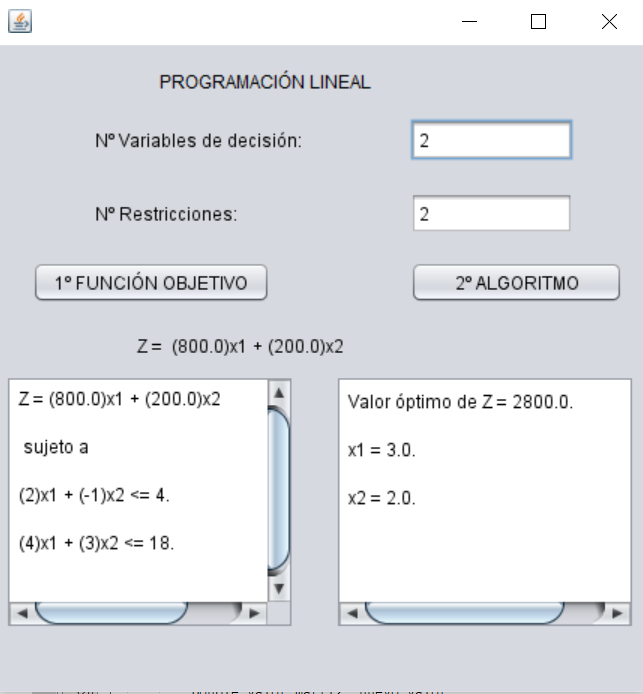 PROGRAMACIÓN LINEAL
Nº Variables de decisión:
2
Nº Restricciones:
2
1º FUNCIÓN OBJETIVO
2º ALGORITMO
Z = (800.0)x1 + (200.0)x2
Z = (800.0)x1 + (200.0)x2
sujeto a
(2)x1 + (-1)x2 <= 4.
(4)x1 + (3)x2 <= 18.
Valor óptimo de Z = 2800.0.
x1 = 3.0.
x2 = 2.0.